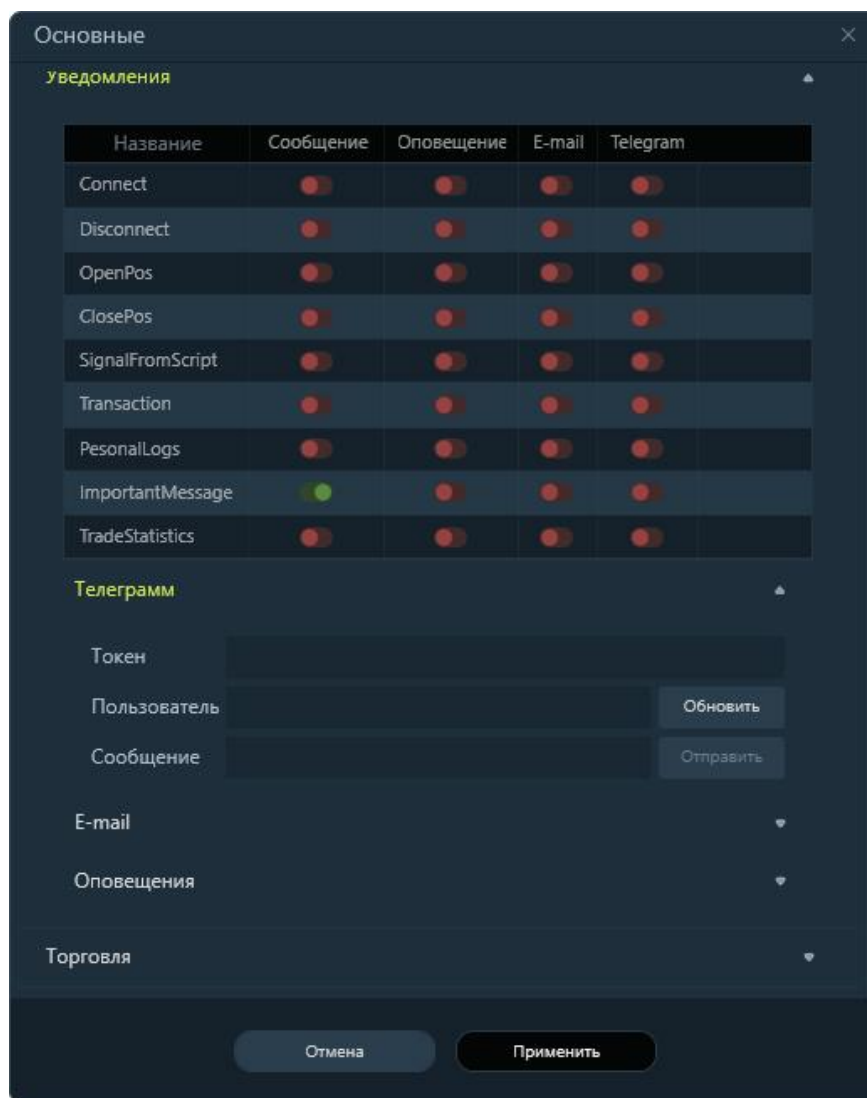 Основные
Уведомления
Название Сообщение Оповещение E-mail Telegram
Connect
Disconnect
OpenPos
ClosePos
SignalFromScript
Transaction
PesonalLogs
ImportantMessage
TradeStatistics
Телеграмм
Токен
Пользователь Обновить
Сообщение Отправить
E-mail
Оповещения
Торговля
Отмена Применить